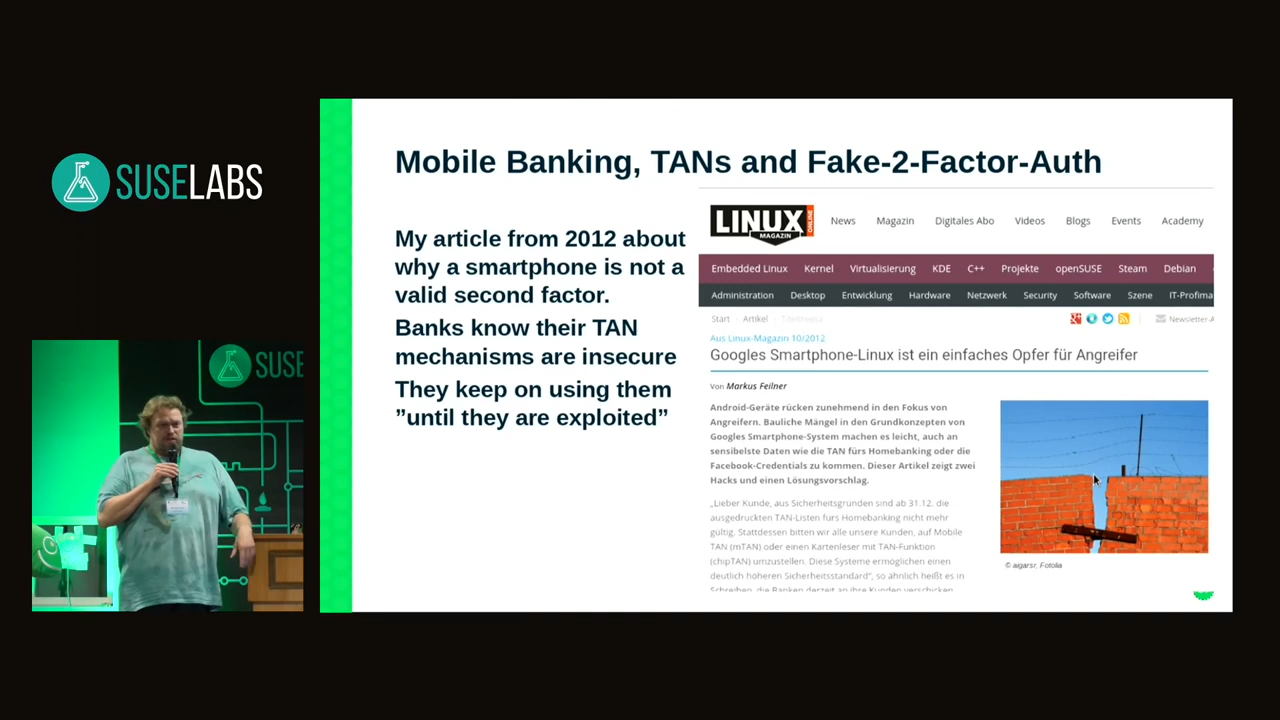 SUSELABS
SUSE
Mobile Banking, TANs and Fake-2-Factor-Auth
My article from 2012 about
why a smartphone is not a
valid second factor.
Banks know their TAN
mechanisms are insecure
They keep on using them
”until they are exploited”
LINUX ONLINE
MAGAZIN
News Magazin Digitales Abo Videos Blogs Events Academy
Embedded Linux Kernel Virtualisierung KDE C++ Projekte openSUSE Steam Debian
Administration Desktop Entwicklung Hardware Netzwerk Security Software Szene IT-Profima
Start Artikel
Newsletter-A
Aus Linux-Magazin 10/2012
Googles Smartphone-Linux ist ein einfaches Opfer für Angreifer
Von Markus Feilner
Android-Geräte rücken zunehmend in den Fokus von
Angreifern. Bauliche Mängel in den Grundkonzepten von
Googles Smartphone-System machen es leicht, auch an
sensibelste Daten wie die TAN fürs Homebanking oder die
Facebook-Credentials zu kommen. Dieser Artikel zeigt zwei
Hacks und einen Lösungsvorschlag.
„Lieber Kunde, aus Sicherheitsgründen sind ab 31.12. die
ausgedruckten TAN-Listen fürs Homebanking nicht mehr
gültig. Stattdessen bitten wir alle unsere Kunden, auf Mobile
TAN (mTAN) oder einen Kartenleser mit TAN-Funktion
(chipTAN) umzustellen. Diese Systeme ermöglichen einen
deutlich höheren Sicherheitsstandard“, so ähnlich heißt es in
Schreiben, die Banken derzeit an ihre Kunden verschicken.
© aigarsr, Fotolia